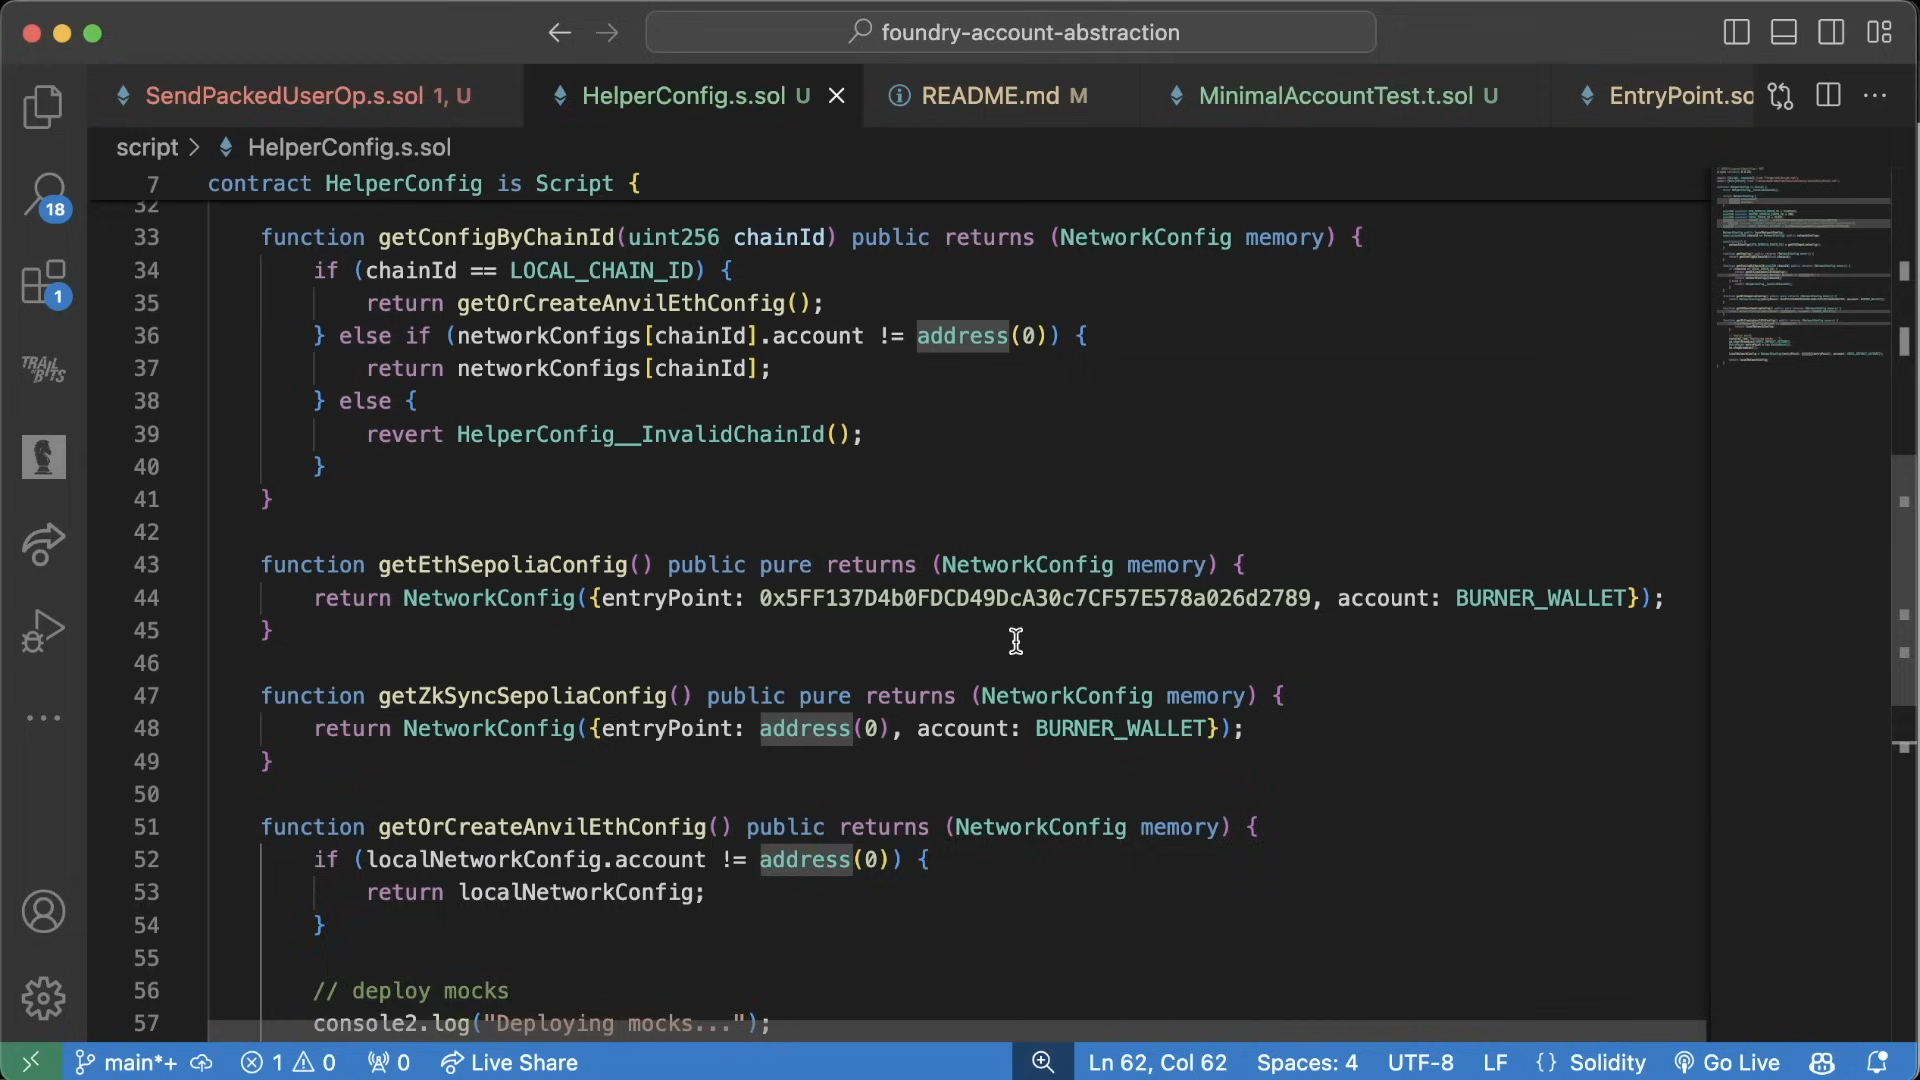 foundry-account-abstraction
SendPackedUserOp.s.sol 1, U
HelperConfig.s.sol U
README.md M
MinimalAccountTest.t.sol U
EntryPoint.so
script > HelperConfig.s.sol
18
1
TRAIL OF BITS
7 contract HelperConfig is Script {
32
33 function getConfigByChainId(uint256 chainId) public returns (NetworkConfig memory) {
34 if (chainId == LOCAL_CHAIN_ID) {
35 return getOrCreateAnvilEthConfig();
36 } else if (networkConfigs[chainId].account != address(0)) {
37 return networkConfigs[chainId];
38 } else {
39 revert HelperConfig__InvalidChainId();
40 }
41 }
42
43 function getEthSepoliaConfig() public pure returns (NetworkConfig memory) {
44 return NetworkConfig({entryPoint: 0x5FF137D4b0FDCD49DcA30c7CF57E578a026d2789, account: BURNER_WALLET});
45 }
46
47 function getZkSyncSepoliaConfig() public pure returns (NetworkConfig memory) {
48 return NetworkConfig({entryPoint: address(0), account: BURNER_WALLET});
49 }
50
51 function getOrCreateAnvilEthConfig() public returns (NetworkConfig memory) {
52 if (localNetworkConfig.account != address(0)) {
53 return localNetworkConfig;
54 }
55
56 // deploy mocks
57 console2.log("Deploying mocks...");
main*+ 1 0 0 Live Share Ln 62, Col 62 Spaces: 4 UTF-8 LF {} Solidity Go Live